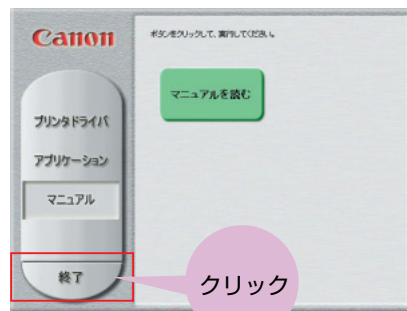 Canon
ボタンをクリックして、実行してください。
マニュアルを読む
プリンタドライバ
アプリケーション
マニュアル
終了
クリック